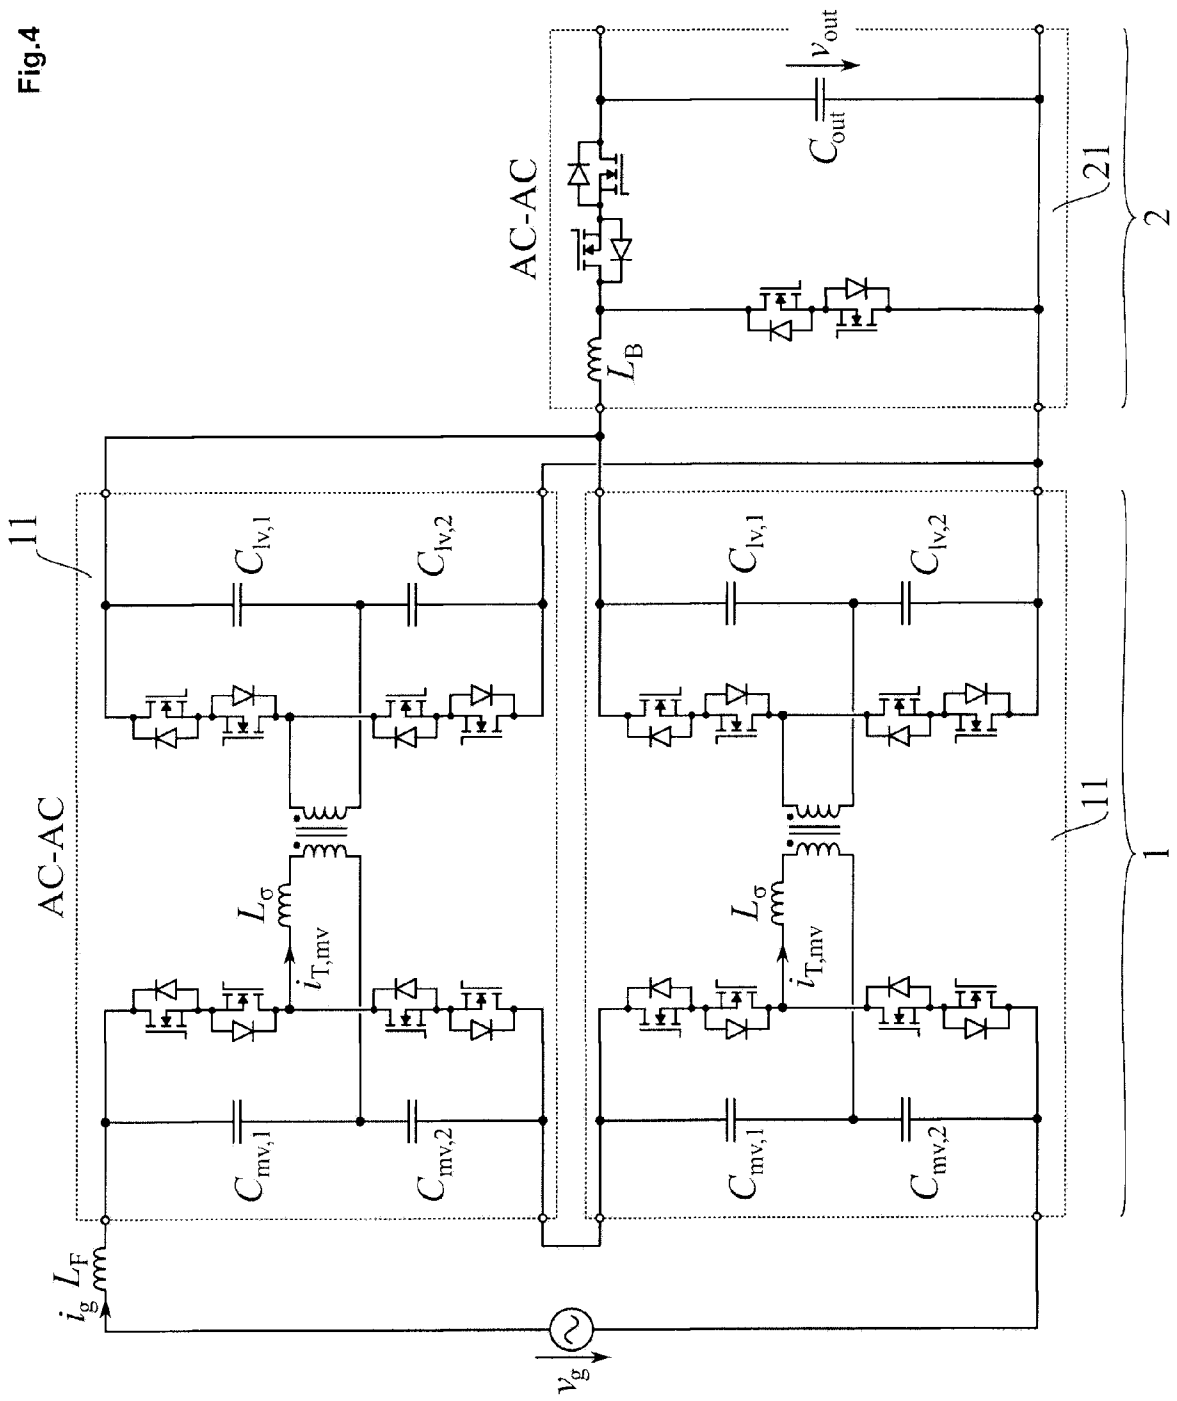 Fig.4
AC-AC
11
i_g
L_F
C_mv,1
C_mv,2
i_T,mv
L_σ
C_lv,1
C_lv,2
v_g
C_mv,1
C_mv,2
i_T,mv
L_σ
C_lv,1
C_lv,2
11
1
AC-AC
L_B
C_out
v_out
21
2